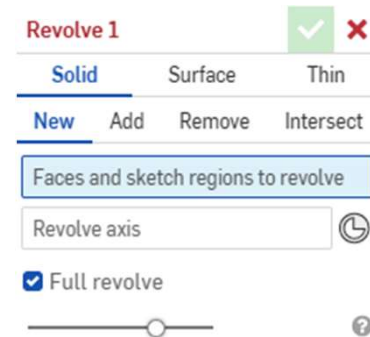 Revolve 1
Solid Surface Thin
New Add Remove Intersect
Faces and sketch regions to revolve
Revolve axis
Full revolve